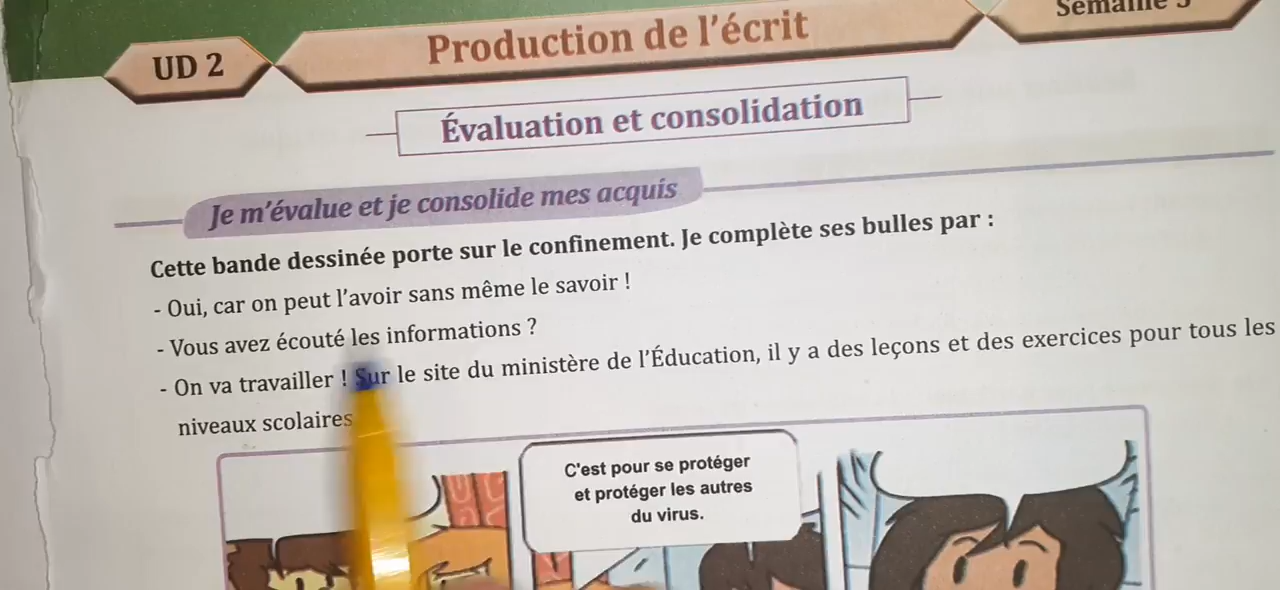 UD 2
Production de l'écrit
Évaluation et consolidation
Je m'évalue et je consolide mes acquis
Cette bande dessinée porte sur le confinement. Je complète ses bulles par :
- Oui, car on peut l'avoir sans même le savoir !
- Vous avez écouté les informations ?
- On va travailler ! Sur le site du ministère de l'Éducation, il y a des leçons et des exercices pour tous les
niveaux scolaires
C'est pour se protéger
et protéger les autres
du virus.